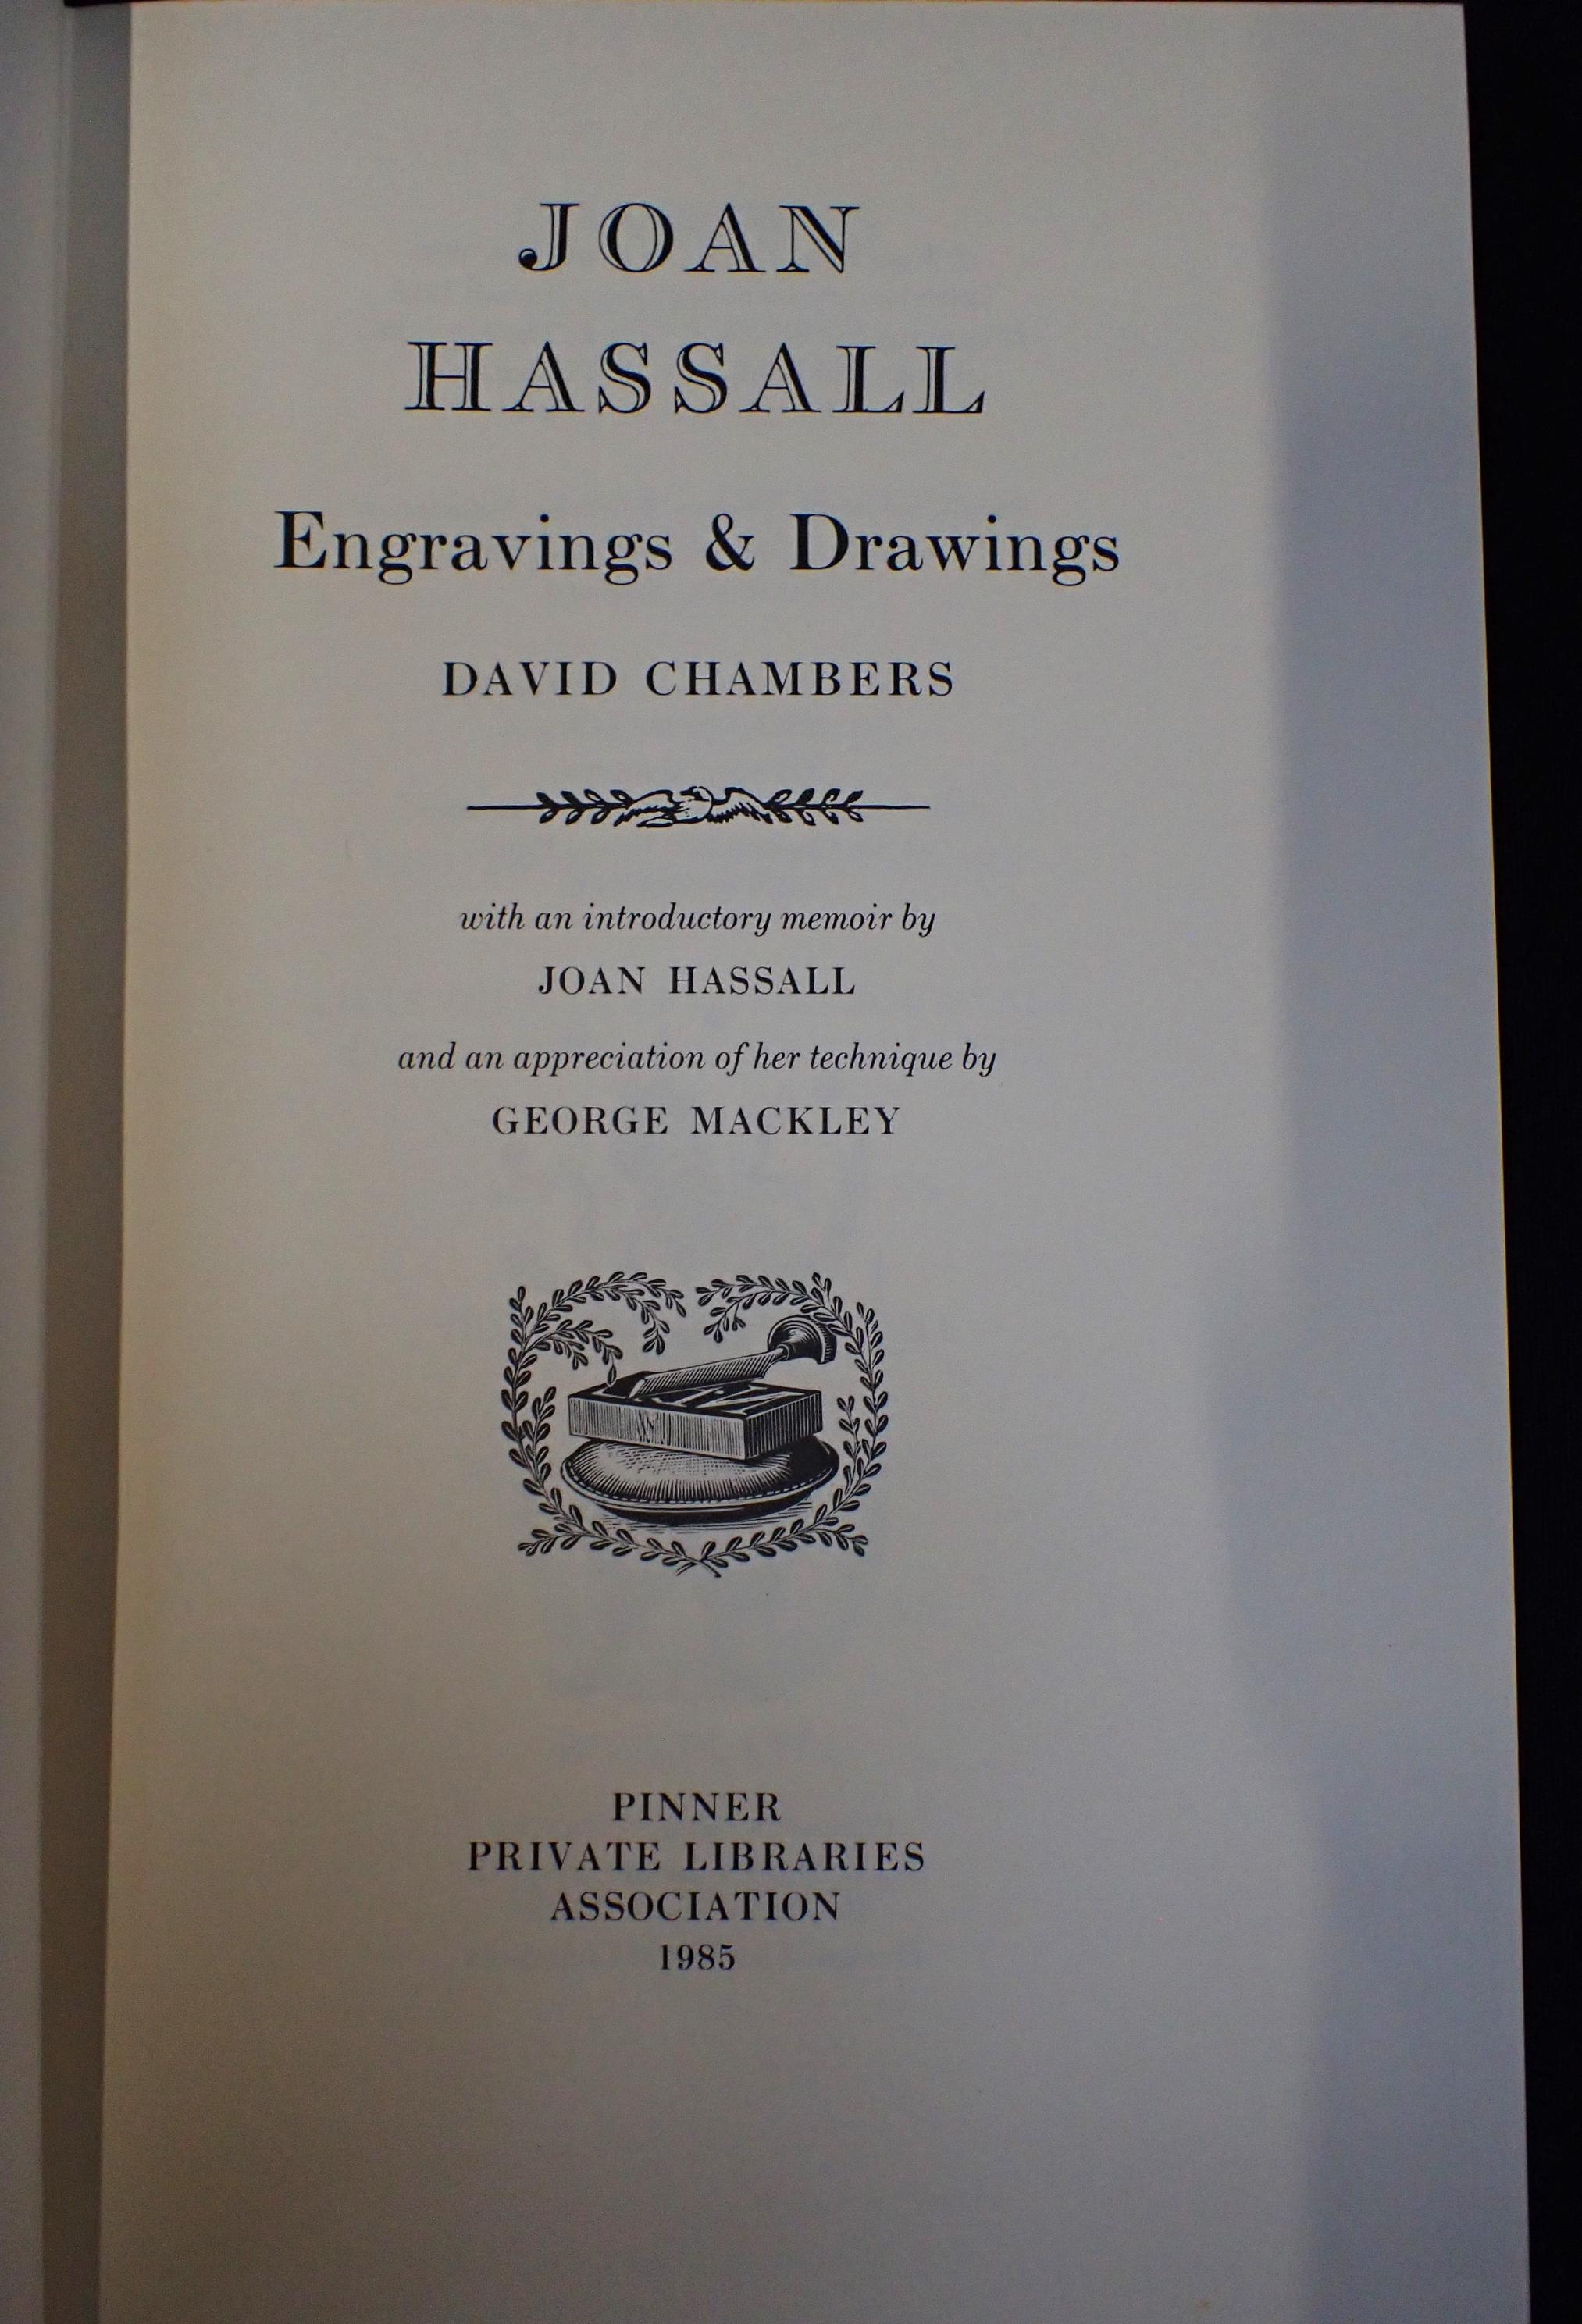 JOAN
HASSALL
Engravings & Drawings
DAVID CHAMBERS
with an introductory memoir by
JOAN HASSALL
and an appreciation of her technique by
GEORGE MACKLEY
PINNER
PRIVATE LIBRARIES
ASSOCIATION
1985